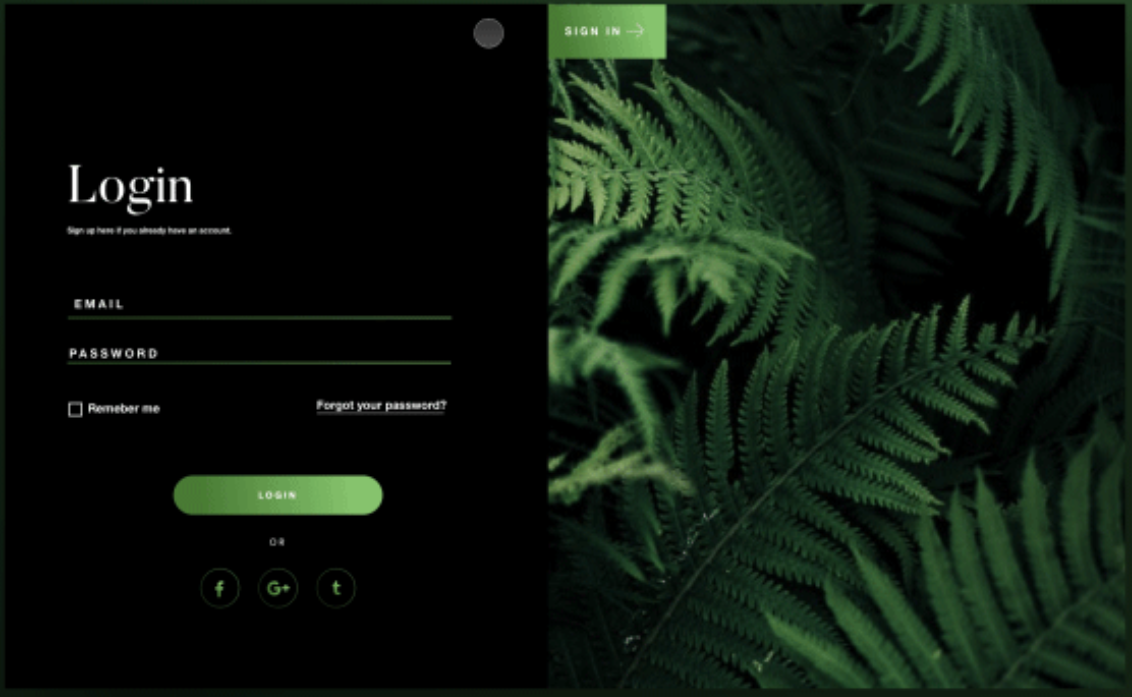 SIGN IN
Login
Sign up here if you already have an account.
EMAIL
PASSWORD
Remeber me
Forgot your password?
LOGIN
OR
f
G+
t